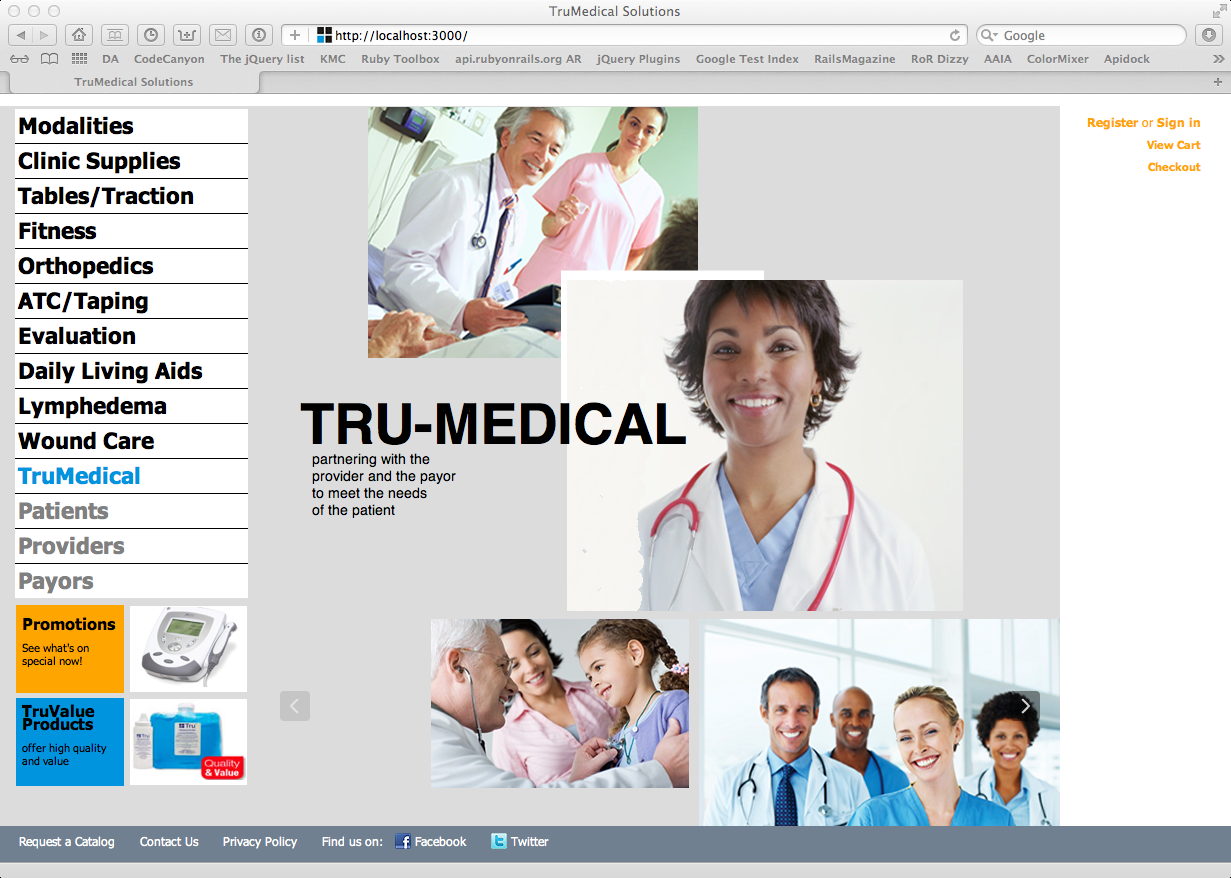 TruMedical Solutions
http://localhost:3000/
Google
DA CodeCanyon The jQuery list KMC Ruby Toolbox api.rubyonrails.org AR jQuery Plugins Google Test Index RailsMagazine RoR Dizzy AAIA ColorMixer Apidock
TruMedical Solutions
Register or Sign in
View Cart
Checkout
Modalities
Clinic Supplies
Tables/Traction
Fitness
Orthopedics
ATC/Taping
Evaluation
Daily Living Aids
Lymphedema
Wound Care
TruMedical
Patients
Providers
Payors
TRU-MEDICAL
partnering with the
provider and the payor
to meet the needs
of the patient
Promotions
See what's on
special now!
TruValue
Products
offer high quality
and value
Tru
Quality
& Value
Request a Catalog Contact Us Privacy Policy Find us on: Facebook Twitter